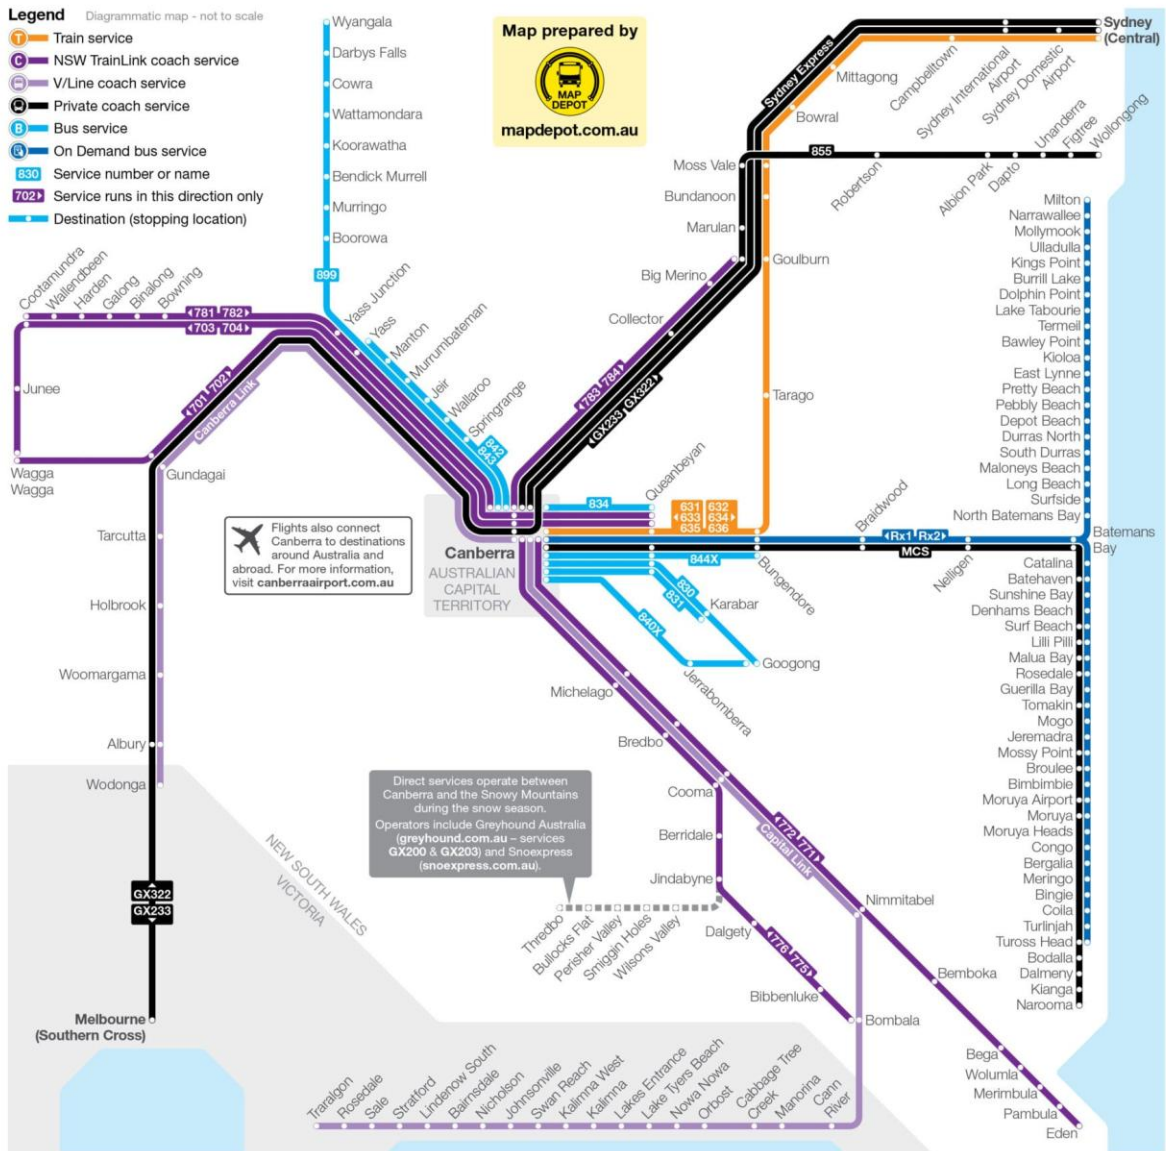 Legend
Diagrammatic map - not to scale
T
Train service
C
NSW TrainLink coach service
V/Line coach service
Private coach service
B
Bus service
On Demand bus service
830
Service number or name
702
Service runs in this direction only
Destination (stopping location)
Map prepared by
MAP
DEPOT
mapdepot.com.au
Wyangala
Darbys Falls
Cowra
Wattamondara
Koorawatha
Bendick Murrell
Murringo
Boorowa
899
Sydney
(Central)
Sydney Express
Mittagong
Bowral
Campbelltown
Sydney International
Airport
Sydney Domestic
Airport
Unanderra
Figtree
Wollongong
855
Moss Vale
Robertson
Albion Park
Dapto
Bundanoon
Marulan
Big Merino
Goulburn
Collector
Tarago
783 784
GX233 GX322
Cootamundra
Wallendbeen
Harden
Galong
Binalong
Bowning
781 782
703 704
Yass Junction
Yass
Manton
Murrumbateman
Jeir
Wallaroo
Springrange
842
843
Junee
701 702
Canberra Link
Wagga
Wagga
Gundagai
Tarcutta
Holbrook
Woomargama
Albury
Wodonga
GX322
GX233
Melbourne
(Southern Cross)
Flights also connect
Canberra to destinations
around Australia and
abroad. For more information,
visit canberraairport.com.au
Canberra
AUSTRALIAN
CAPITAL
TERRITORY
834
Queanbeyan
631 632
633 634
635 636
844X
Bungendore
Braidwood
Rx1 Rx2
MCS
Nelligen
Batemans
Bay
830
831
Karabar
840X
Googong
Jerrabomberra
Michelago
Bredbo
Cooma
Berridale
Jindabyne
Direct services operate between
Canberra and the Snowy Mountains
during the snow season.
Operators include Greyhound Australia
(greyhound.com.au – services
GX200 & GX203) and Snoexpress
(snoexpress.com.au).
Thredbo
Bullocks Flat
Perisher Valley
Smiggin Holes
Wilsons Valley
Dalgety
776 775
Bibbenluke
Bombala
772 771
Capital Link
Nimmitabel
Bemboka
Bega
Wolumla
Merimbula
Pambula
Eden
NEW SOUTH WALES
VICTORIA
Traralgon
Rosedale
Sale
Stratford
Lindenow South
Bairnsdale
Nicholson
Johnsonville
Swan Reach
Kalimna West
Kalimna
Lakes Entrance
Lake Tyers Beach
Nowa Nowa
Orbost
Cabbage Tree
Creek
Manorina
Cann
River
Milton
Narrawallee
Mollymook
Ulladulla
Kings Point
Burrill Lake
Dolphin Point
Lake Tabourie
Termeil
Bawley Point
Kioloa
East Lynne
Pretty Beach
Pebbly Beach
Depot Beach
Durras North
South Durras
Maloneys Beach
Long Beach
Surfside
North Batemans Bay
Catalina
Batehaven
Sunshine Bay
Denhams Beach
Surf Beach
Lilli Pilli
Malua Bay
Rosedale
Guerilla Bay
Tomakin
Mogo
Jeremadra
Mossy Point
Broulee
Bimbimbie
Moruya Airport
Moruya
Moruya Heads
Congo
Bergalia
Meringo
Bingie
Coila
Turlinjah
Tuross Head
Bodalla
Dalmeny
Kianga
Narooma